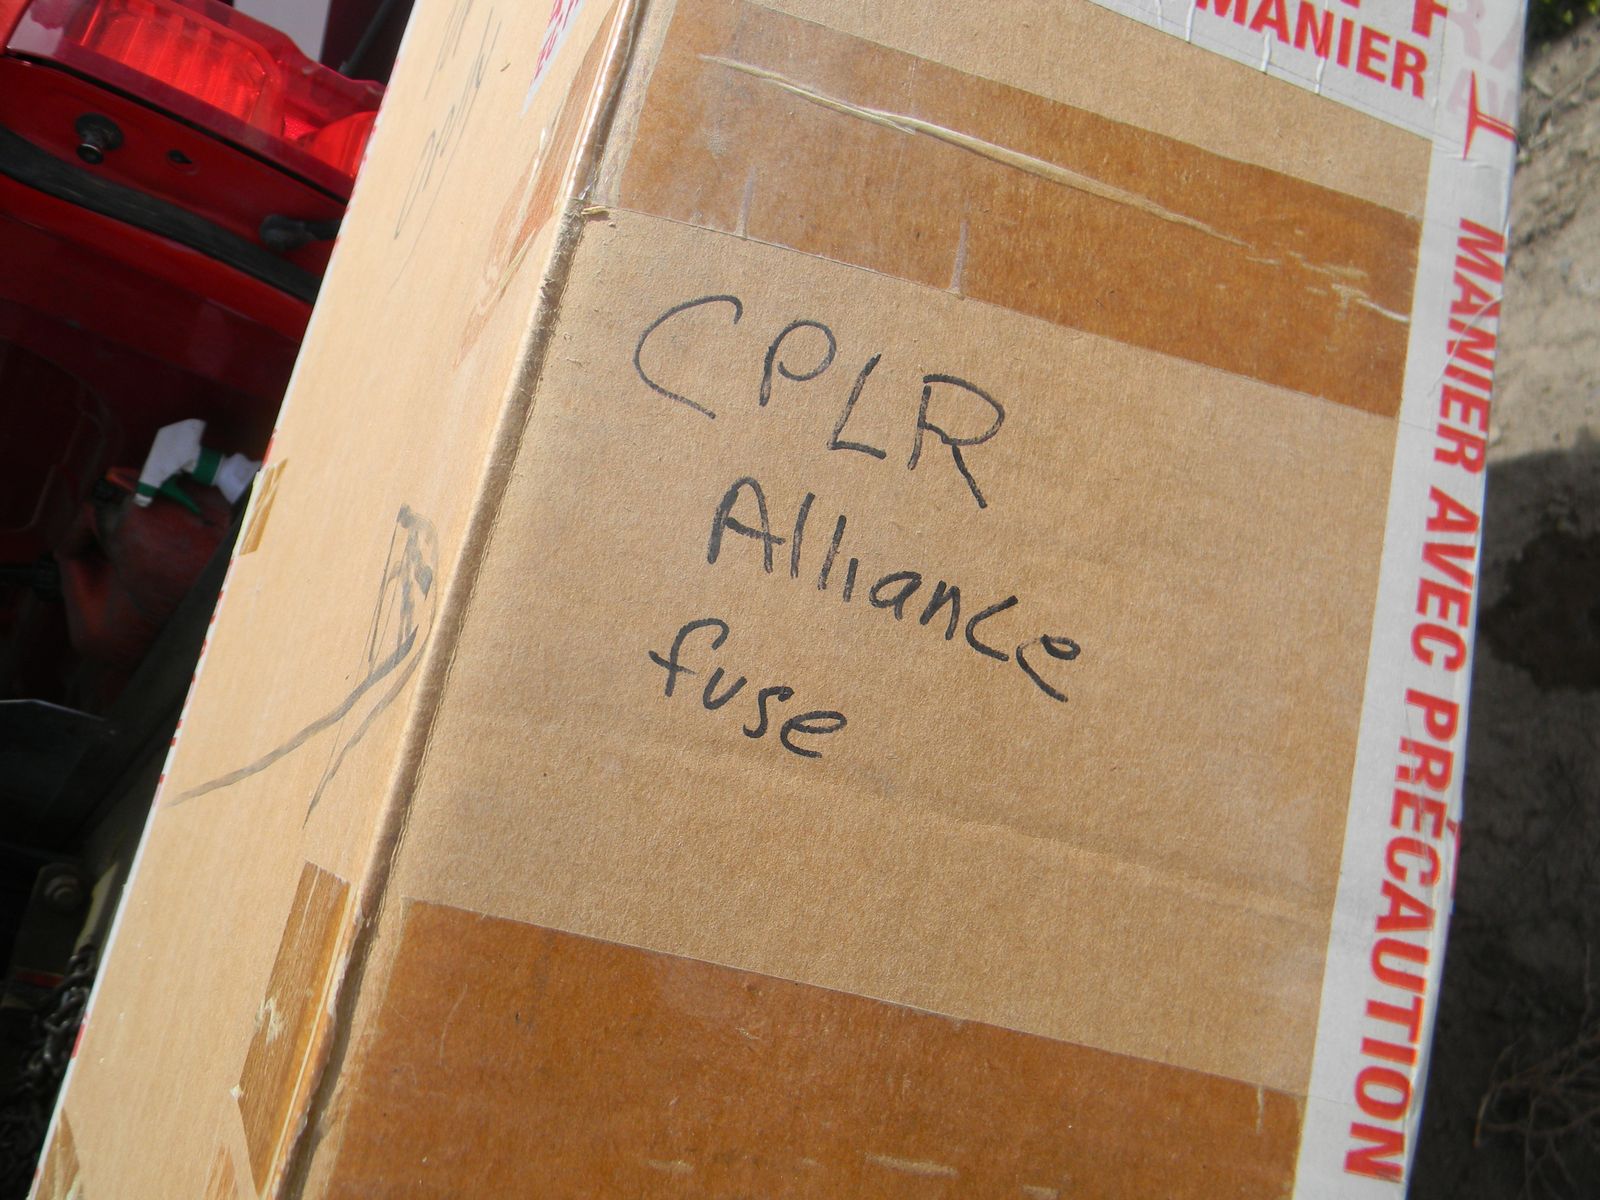 MANIER
CPLR
Alliance
fuse
MANIER AVEC PRÉCAUTION